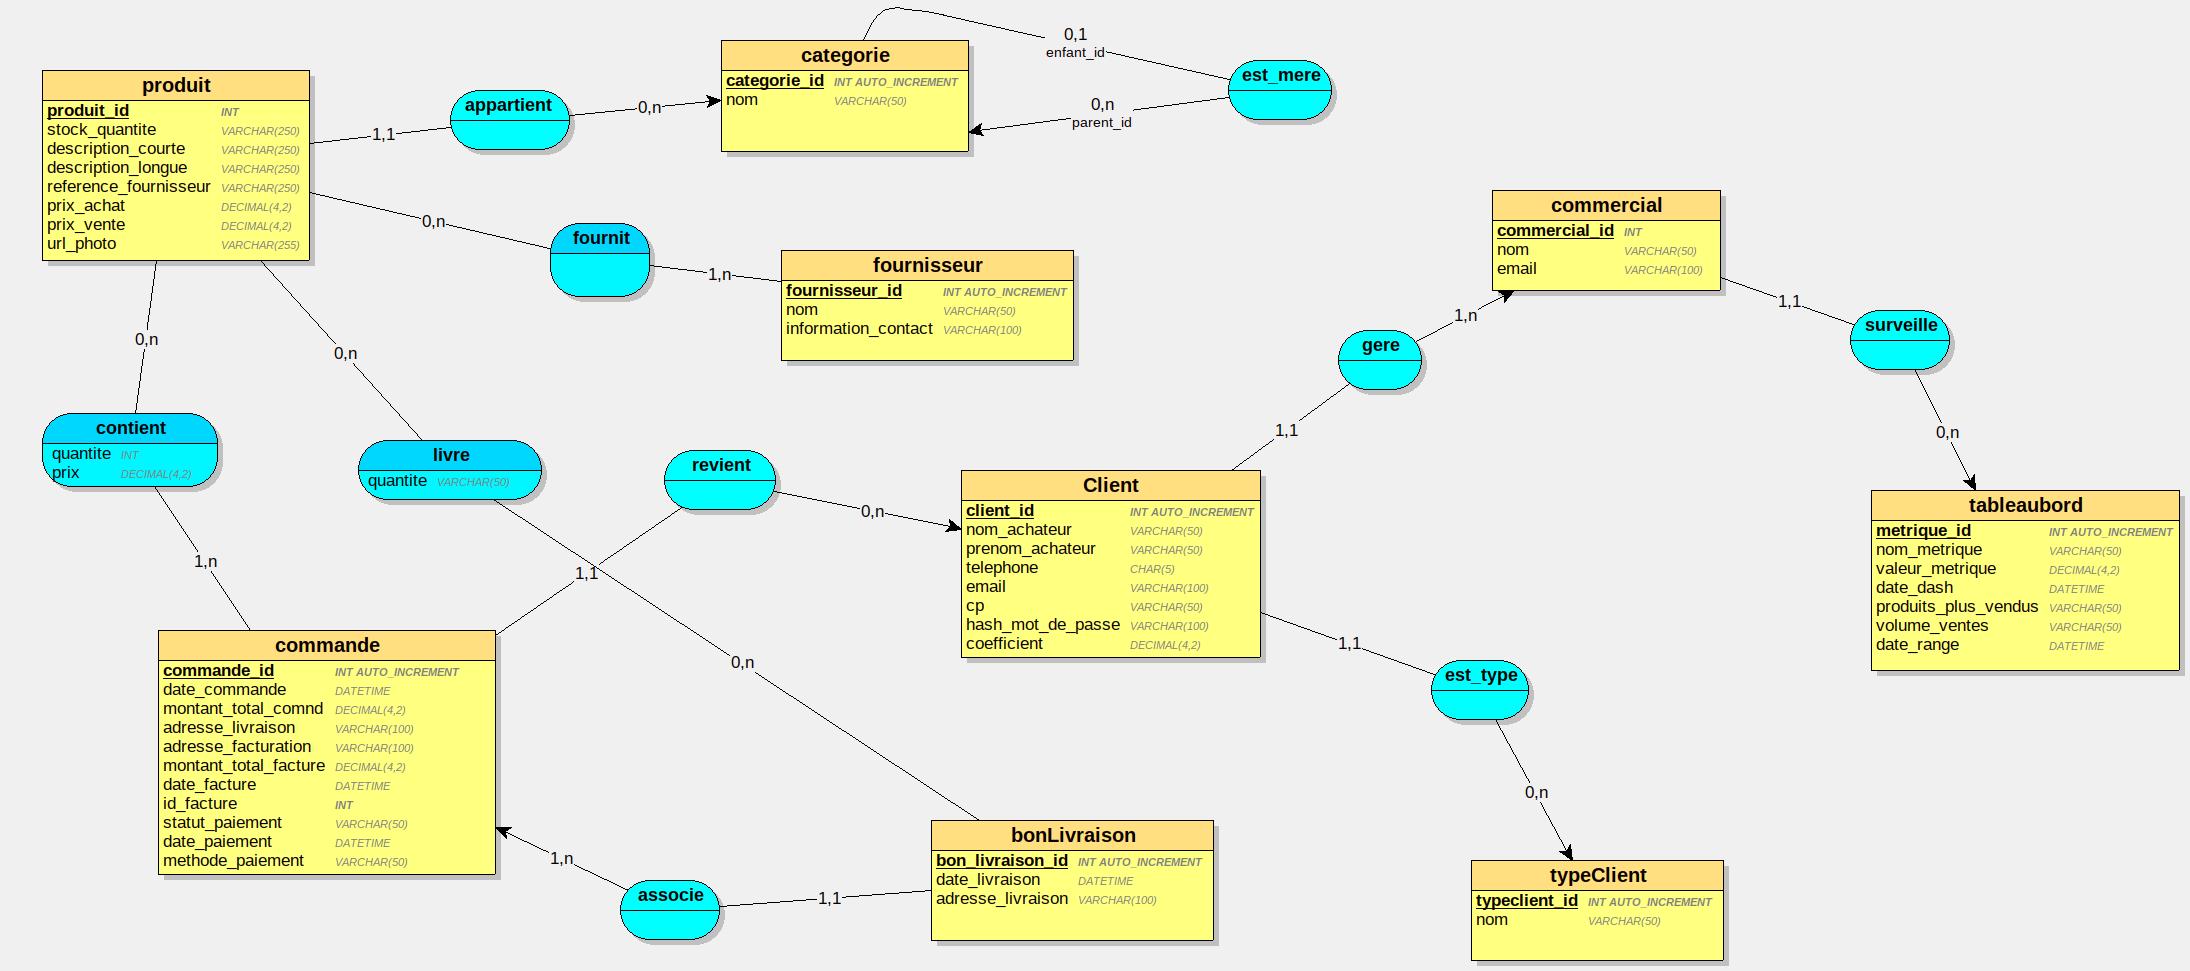 produit
produit_id INT
stock_quantite VARCHAR(250)
description_courte VARCHAR(250)
description_longue VARCHAR(250)
reference_fournisseur VARCHAR(250)
prix_achat DECIMAL(4,2)
prix_vente DECIMAL(4,2)
url_photo VARCHAR(255)
1,1
appartient
0,n
categorie
categorie_id INT AUTO_INCREMENT
nom VARCHAR(50)
0,1
enfant_id
est_mere
0,n
parent_id
0,n
fournit
1,n
fournisseur
fournisseur_id INT AUTO_INCREMENT
nom VARCHAR(50)
information_contact VARCHAR(100)
commercial
commercial_id INT
nom VARCHAR(50)
email VARCHAR(100)
1,n
gere
1,1
1,1
surveille
0,n
tableaubord
metrique_id INT AUTO_INCREMENT
nom_metrique VARCHAR(50)
valeur_metrique DECIMAL(4,2)
date_dash DATETIME
produits_plus_vendus VARCHAR(50)
volume_ventes VARCHAR(50)
date_range DATETIME
0,n
contient
quantite INT
prix DECIMAL(4,2)
1,n
0,n
livre
quantite VARCHAR(50)
0,n
revient
0,n
1,1
Client
client_id INT AUTO_INCREMENT
nom_achateur VARCHAR(50)
prenom_achateur VARCHAR(50)
telephone CHAR(5)
email VARCHAR(100)
cp VARCHAR(50)
hash_mot_de_passe VARCHAR(100)
coefficient DECIMAL(4,2)
1,1
est_type
0,n
typeClient
typeclient_id INT AUTO_INCREMENT
nom VARCHAR(50)
commande
commande_id INT AUTO_INCREMENT
date_commande DATETIME
montant_total_comnd DECIMAL(4,2)
adresse_livraison VARCHAR(100)
adresse_facturation VARCHAR(100)
montant_total_facture DECIMAL(4,2)
date_facture DATETIME
id_facture INT
statut_paiement VARCHAR(50)
date_paiement DATETIME
methode_paiement VARCHAR(50)
1,n
associe
1,1
bonLivraison
bon_livraison_id INT AUTO_INCREMENT
date_livraison DATETIME
adresse_livraison VARCHAR(100)